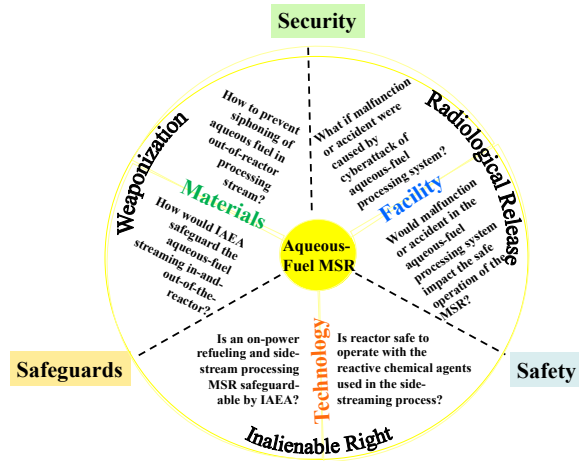 Security
How to prevent
siphoning of
aqueous fuel in
out-of-reactor
processing
stream?
What if malfunction
or accident were
caused by
cyberattack of
aqueous-fuel
processing system?
Weaponization
Radiological Release
Materials
Facility
How would IAEA
safeguard the
aqueous-fuel
streaming in-and-
out-of-the-
reactor?
Aqueous-
Fuel MSR
Would malfunction
or accident in the
aqueous-fuel
processing system
impact the safe
operation of the
MSR?
Safeguards
Is an on-power
refueling and side-
stream processing
MSR safeguard-
able by IAEA?
Technology
Is reactor safe to
operate with the
reactive chemical agents
used in the side-
streaming process?
Safety
Inalienable Right